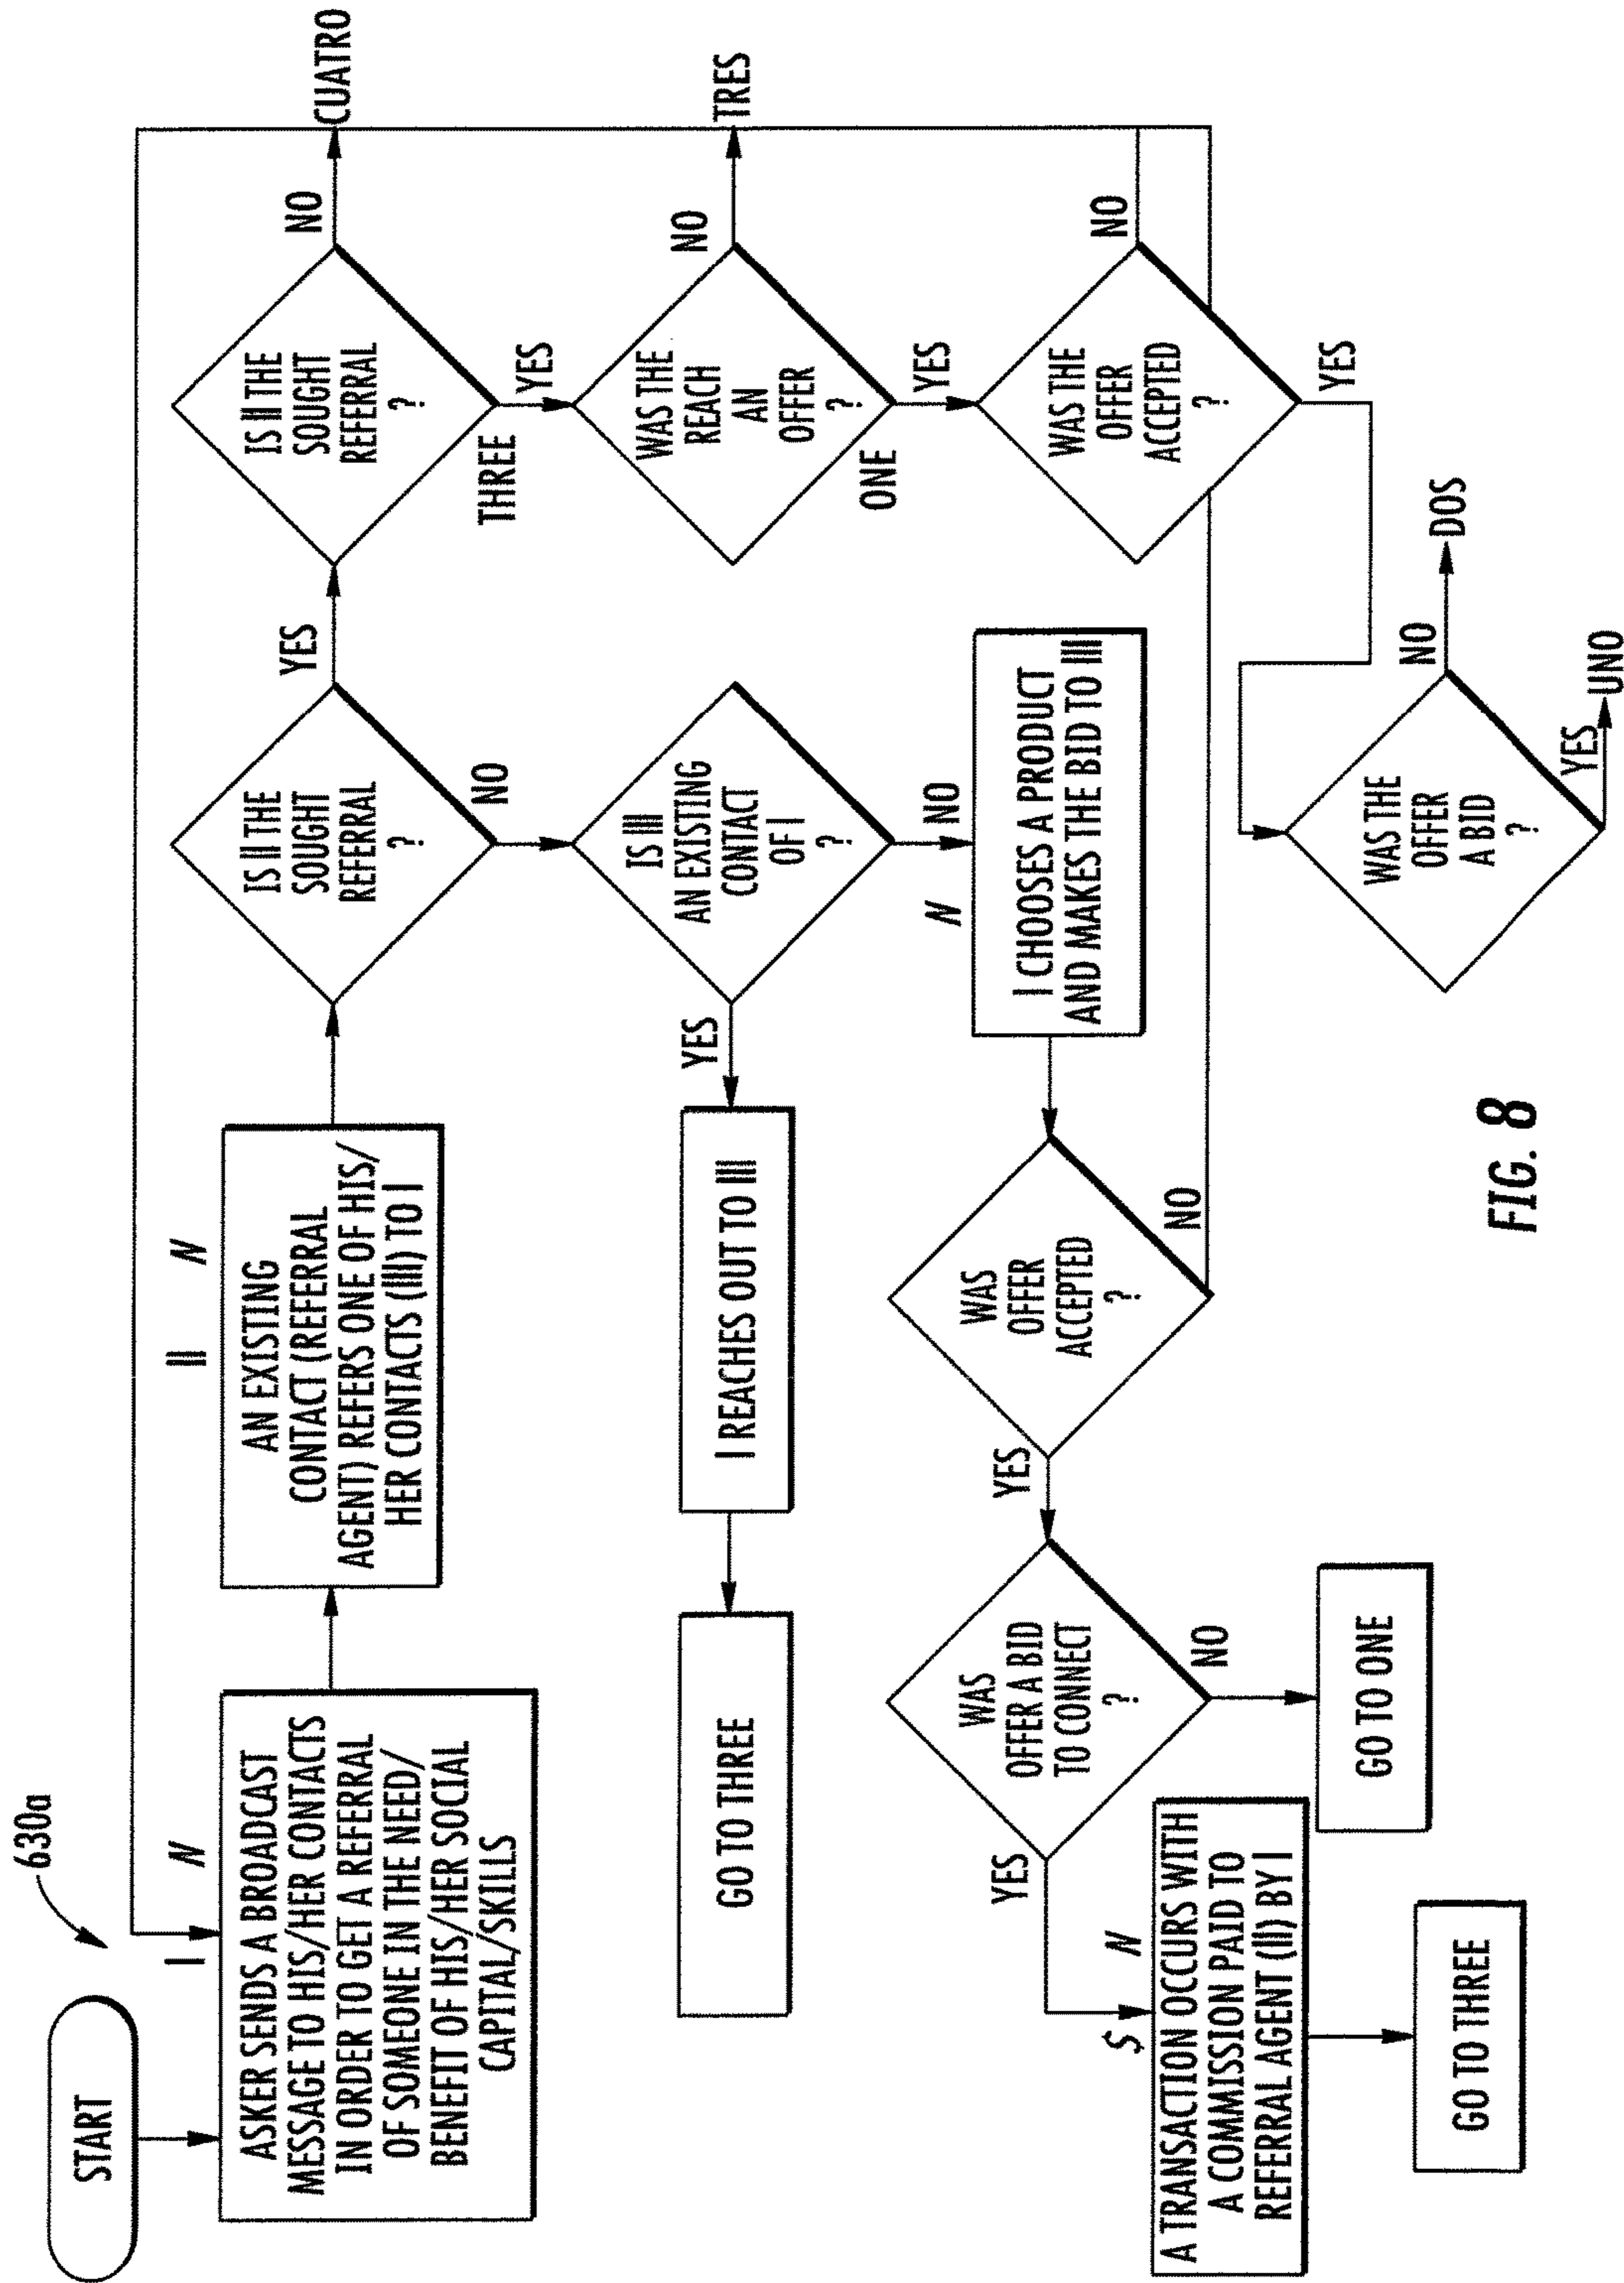 630a
START
I
N
ASKER SENDS A BROADCAST
MESSAGE TO HIS/HER CONTACTS
IN ORDER TO GET A REFERRAL
OF SOMEONE IN THE NEED/
BENEFIT OF HIS/HER SOCIAL
CAPITAL/SKILLS
II
N
AN EXISTING
CONTACT (REFERRAL
AGENT) REFERS ONE OF HIS/
HER CONTACTS (III) TO I
IS II THE
SOUGHT
REFERRAL
?
YES
NO
IS II THE
SOUGHT
REFERRAL
?
NO
CUATRO
THREE
YES
GO TO THREE
I REACHES OUT TO III
YES
IS III
AN EXISTING
CONTACT
OF I
?
NO
WAS THE
REACH
AN
OFFER
?
NO
TRES
ONE
YES
N
I CHOOSES A PRODUCT
AND MAKES THE BID TO III
WAS THE
OFFER
ACCEPTED
?
NO
YES
WAS
OFFER
ACCEPTED
?
YES
NO
WAS
OFFER A BID
TO CONNECT
?
YES
NO
$
N
A TRANSACTION OCCURS WITH
A COMMISSION PAID TO
REFERRAL AGENT (II) BY I
GO TO THREE
GO TO ONE
WAS THE
OFFER
A BID
?
NO
DOS
YES
UNO
FIG. 8